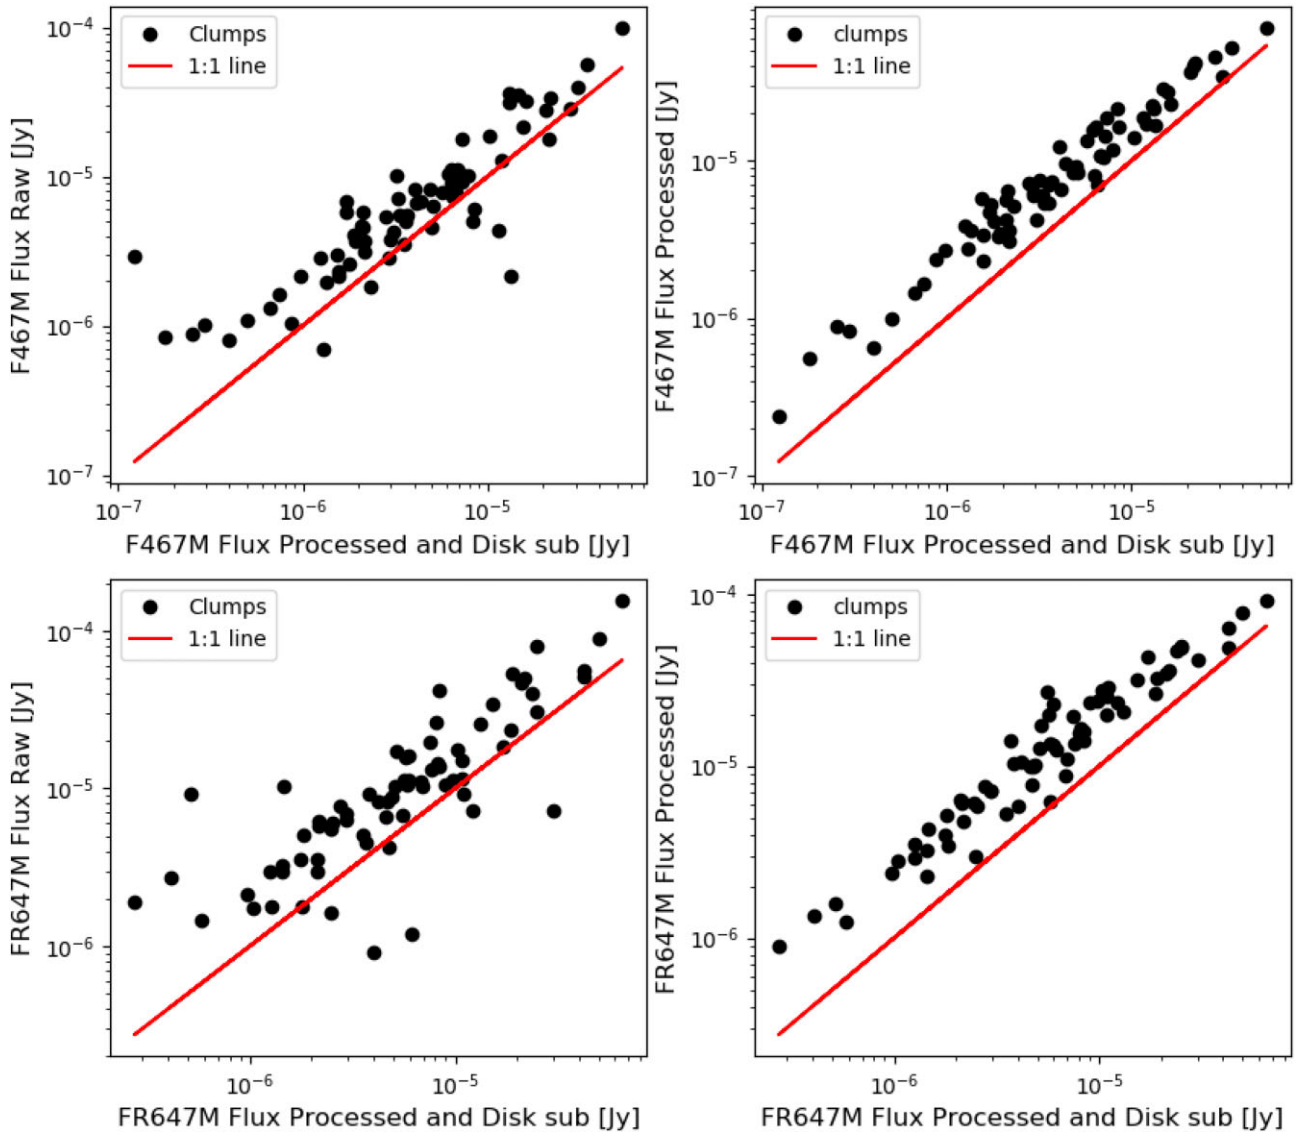 Clumps
1:1 line
10⁻⁴
10⁻⁵
10⁻⁶
10⁻⁷
F467M Flux Raw [Jy]
10⁻⁷ 10⁻⁶ 10⁻⁵
F467M Flux Processed and Disk sub [Jy]
clumps
1:1 line
10⁻⁵
10⁻⁶
10⁻⁷
F467M Flux Processed [Jy]
10⁻⁷ 10⁻⁶ 10⁻⁵
F467M Flux Processed and Disk sub [Jy]
Clumps
1:1 line
10⁻⁴
10⁻⁵
10⁻⁶
FR647M Flux Raw [Jy]
10⁻⁶ 10⁻⁵
FR647M Flux Processed and Disk sub [Jy]
clumps
1:1 line
10⁻⁴
10⁻⁵
10⁻⁶
FR647M Flux Processed [Jy]
10⁻⁶ 10⁻⁵
FR647M Flux Processed and Disk sub [Jy]